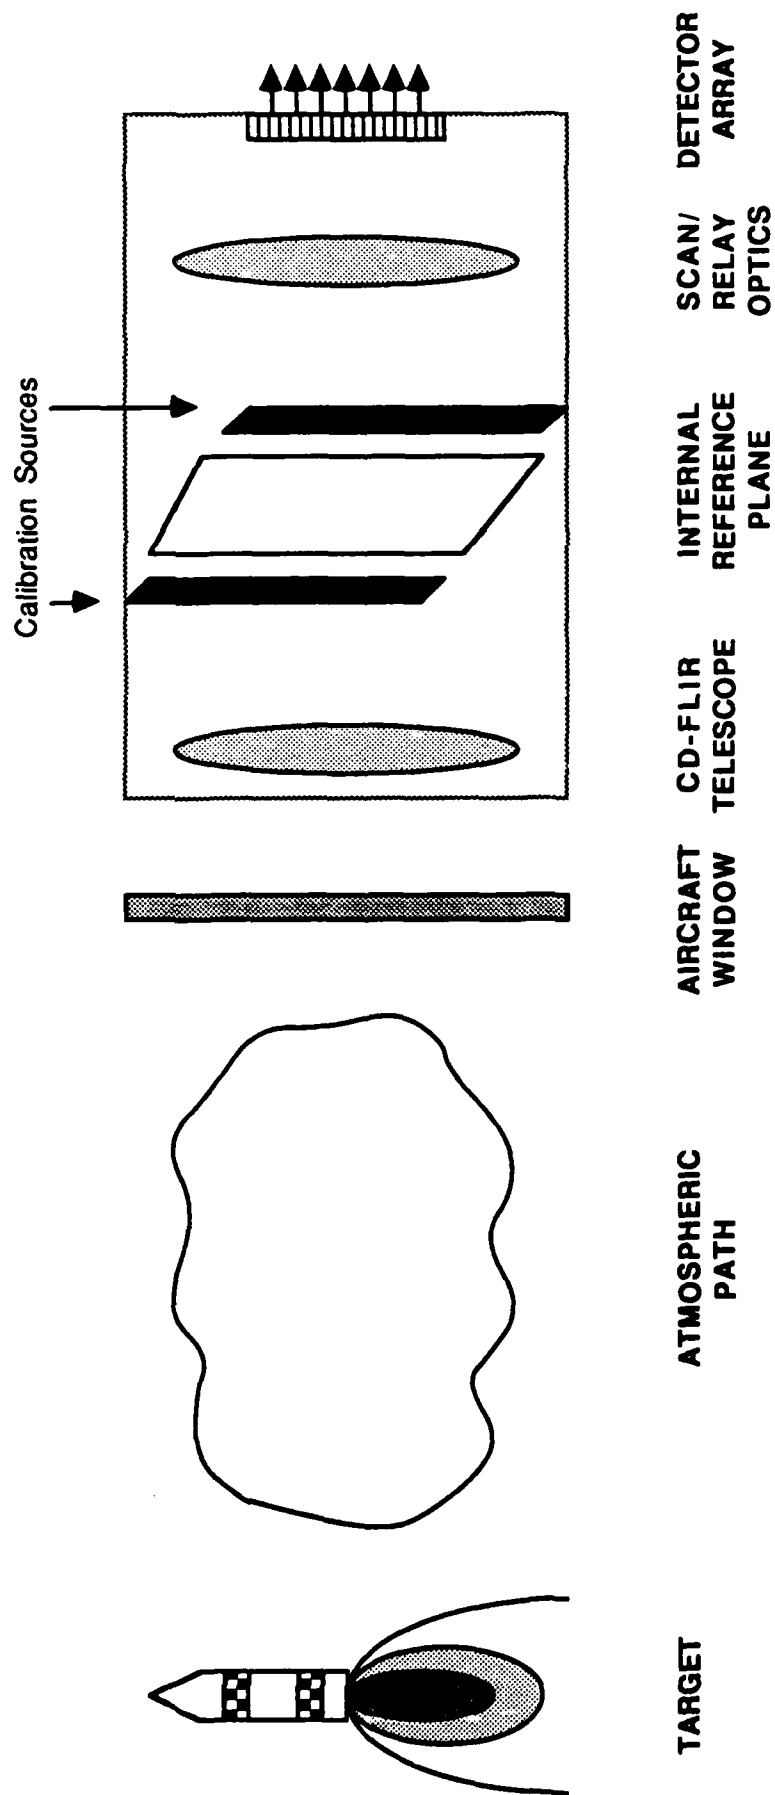 Calibration Sources
TARGET
ATMOSPHERIC
PATH
AIRCRAFT
WINDOW
CD-FLIR
TELESCOPE
INTERNAL
REFERENCE
PLANE
SCAN/
RELAY
OPTICS
DETECTOR
ARRAY